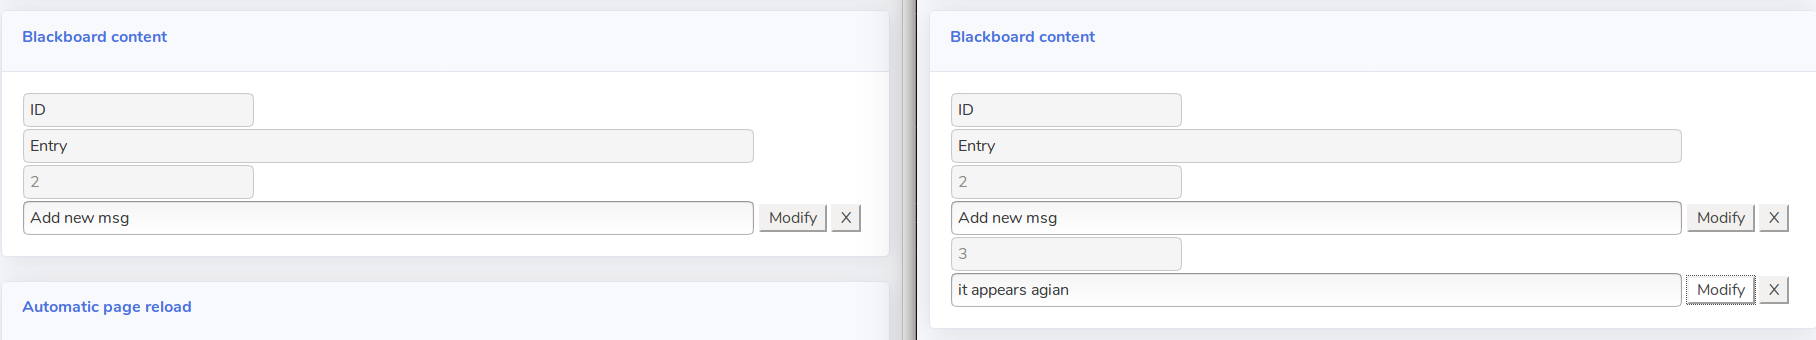 Blackboard content
ID
Entry
2
Add new msg Modify X
Automatic page reload
Blackboard content
ID
Entry
2
Add new msg Modify X
3
it appears agian Modify X